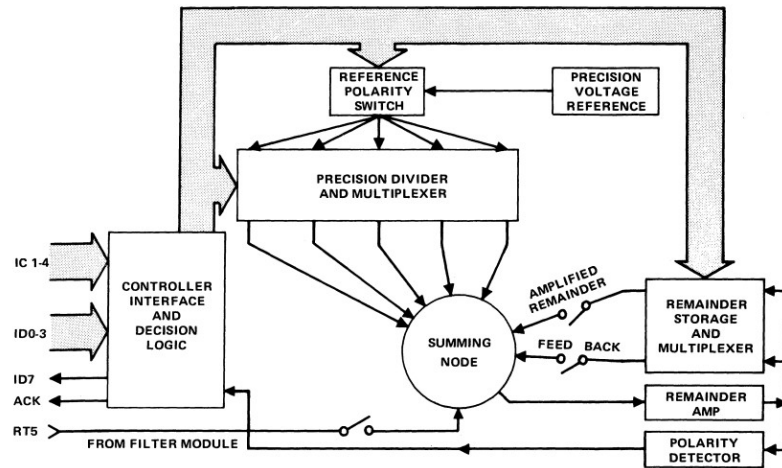 REFERENCE
POLARITY
SWITCH
PRECISION
VOLTAGE
REFERENCE
PRECISION DIVIDER
AND MULTIPLEXER
IC 1-4
ID0-3
ID7
ACK
RT5
CONTROLLER
INTERFACE
AND
DECISION
LOGIC
FROM FILTER MODULE
SUMMING
NODE
AMPLIFIED
REMAINDER
FEED BACK
REMAINDER
STORAGE
AND
MULTIPLEXER
REMAINDER
AMP
POLARITY
DETECTOR